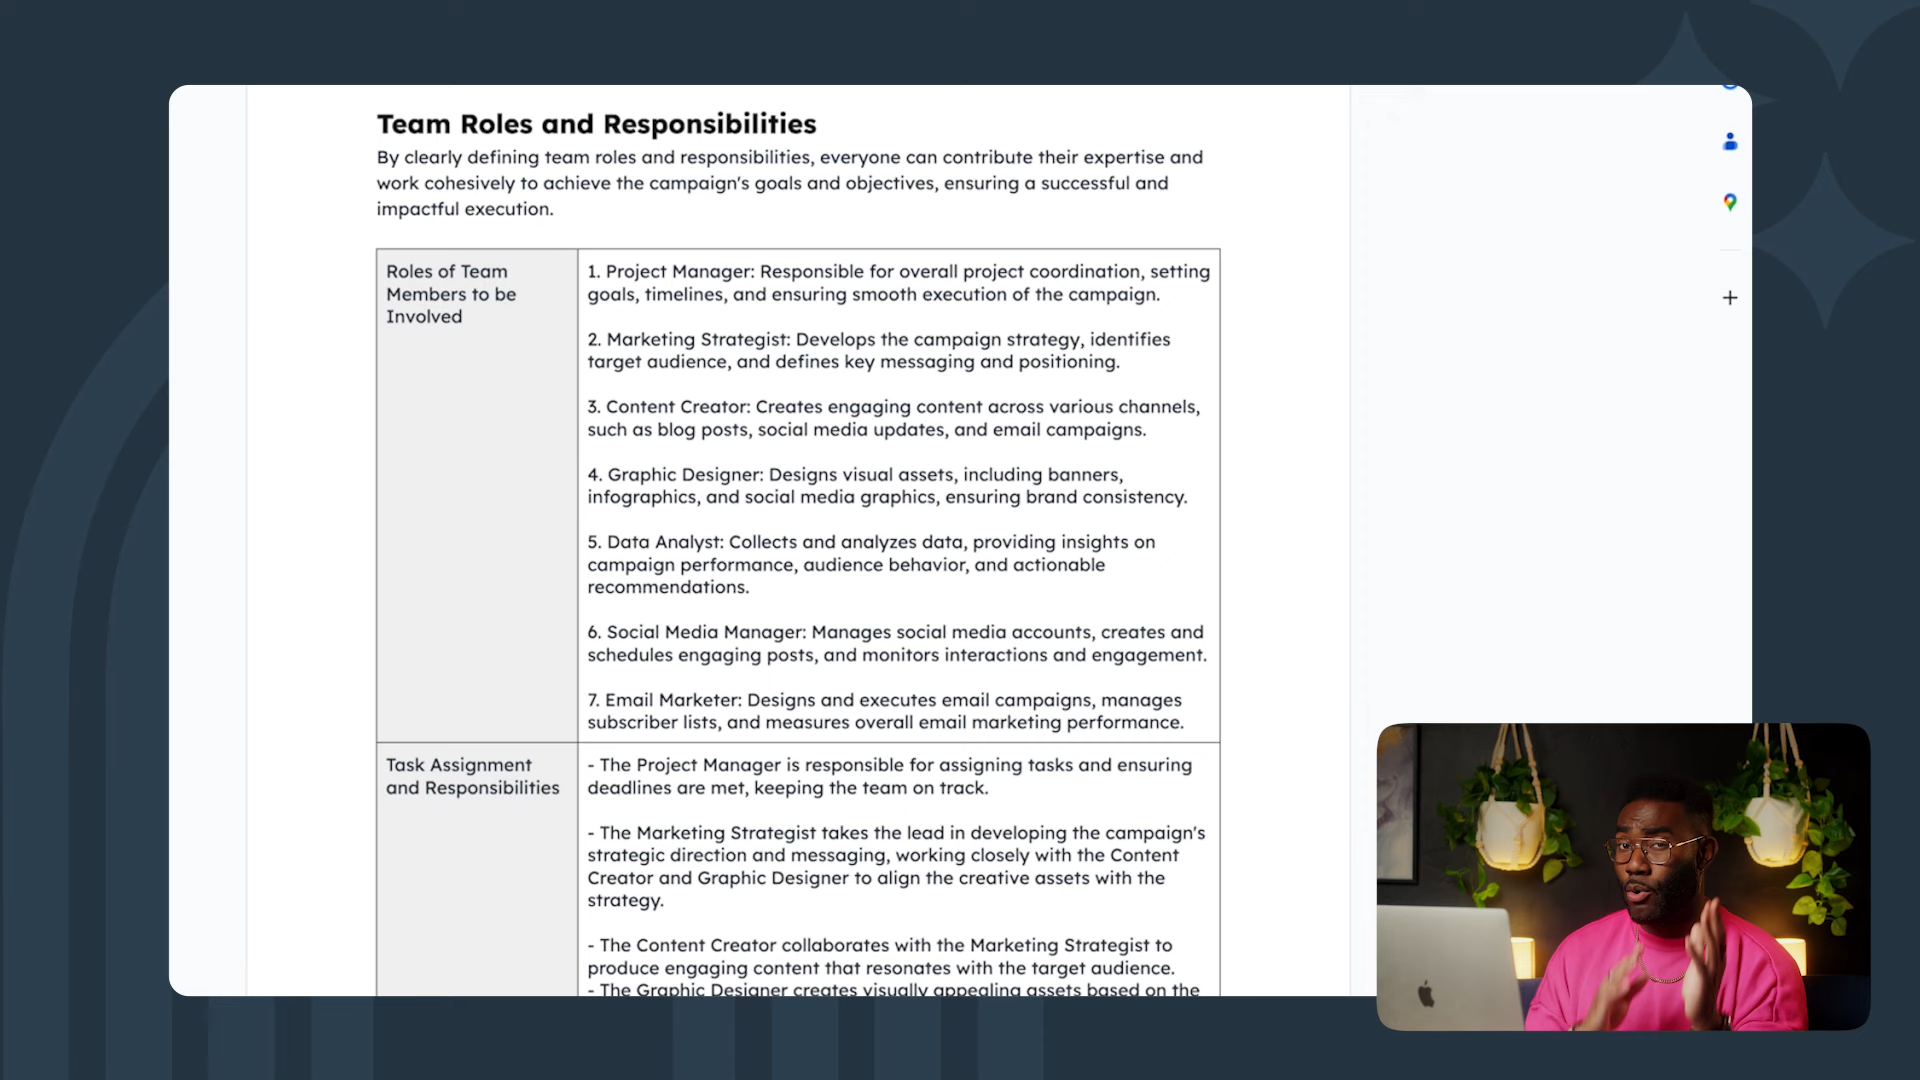 Team Roles and Responsibilities
By clearly defining team roles and responsibilities, everyone can contribute their expertise and
work cohesively to achieve the campaign's goals and objectives, ensuring a successful and
impactful execution.
Roles of Team
Members to be
Involved
1. Project Manager: Responsible for overall project coordination, setting
goals, timelines, and ensuring smooth execution of the campaign.
2. Marketing Strategist: Develops the campaign strategy, identifies
target audience, and defines key messaging and positioning.
3. Content Creator: Creates engaging content across various channels,
such as blog posts, social media updates, and email campaigns.
4. Graphic Designer: Designs visual assets, including banners,
infographics, and social media graphics, ensuring brand consistency.
5. Data Analyst: Collects and analyzes data, providing insights on
campaign performance, audience behavior, and actionable
recommendations.
6. Social Media Manager: Manages social media accounts, creates and
schedules engaging posts, and monitors interactions and engagement.
7. Email Marketer: Designs and executes email campaigns, manages
subscriber lists, and measures overall email marketing performance.
Task Assignment
and Responsibilities
- The Project Manager is responsible for assigning tasks and ensuring
deadlines are met, keeping the team on track.
- The Marketing Strategist takes the lead in developing the campaign's
strategic direction and messaging, working closely with the Content
Creator and Graphic Designer to align the creative assets with the
strategy.
- The Content Creator collaborates with the Marketing Strategist to
produce engaging content that resonates with the target audience.
- The Graphic Designer creates visually appealing assets based on the